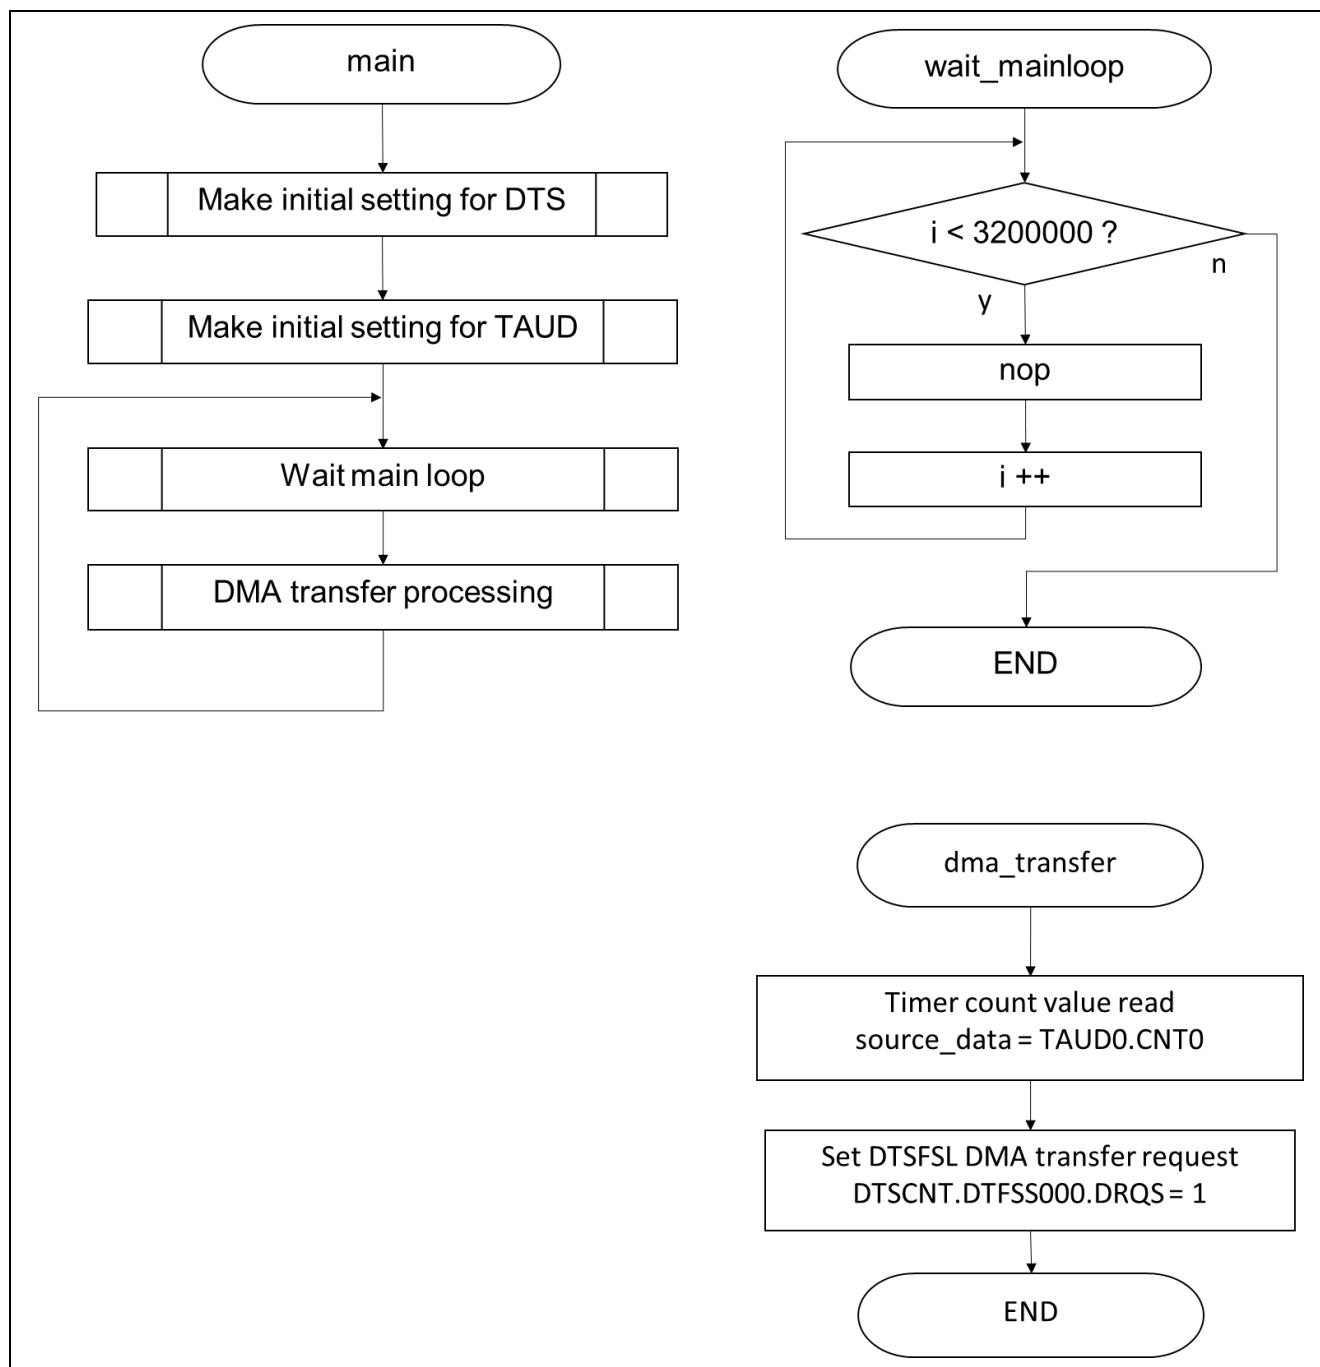 main
Make initial setting for DTS
Make initial setting for TAUD
Wait main loop
DMA transfer processing
wait_mainloop
i < 3200000 ?
n
y
nop
i ++
END
dma_transfer
Timer count value read
source_data = TAUD0.CNT0
Set DTSFSL DMA transfer request
DTSCNT.DTFSS000.DRQS = 1
END